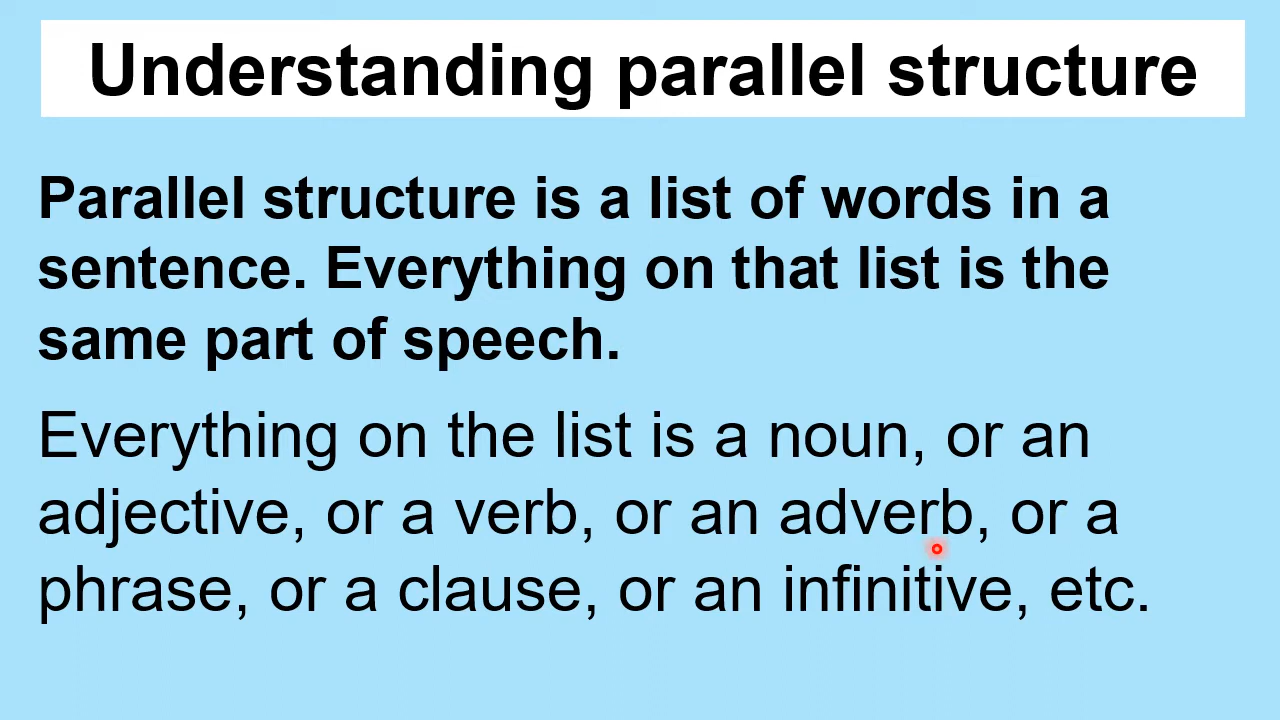 Understanding parallel structure
Parallel structure is a list of words in a
sentence. Everything on that list is the
same part of speech.
Everything on the list is a noun, or an
adjective, or a verb, or an adverb, or a
phrase, or a clause, or an infinitive, etc.